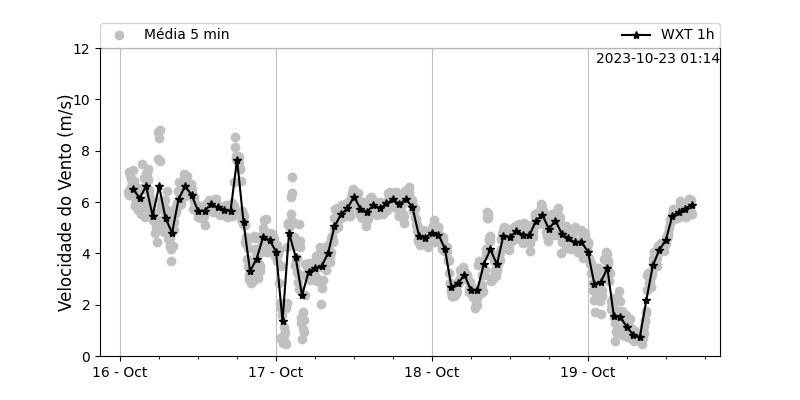 Média 5 min
WXT 1h
2023-10-23 01:14
Velocidade do Vento (m/s)
12
10
8
6
4
2
0
16 - Oct
17 - Oct
18 - Oct
19 - Oct